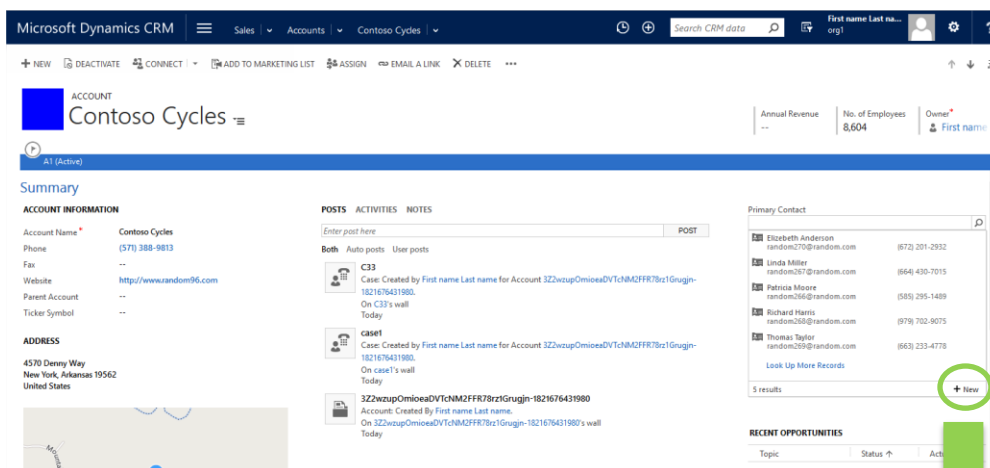 Microsoft Dynamics CRM Sales Accounts Contoso Cycles Search CRM data First name Last na...
org1
NEW DEACTIVATE CONNECT ADD TO MARKETING LIST ASSIGN EMAIL A LINK DELETE •••
ACCOUNT
Contoso Cycles
Annual Revenue No. of Employees Owner*
-- 8,604 First name
A1 (Active)
Summary
ACCOUNT INFORMATION
Account Name* Contoso Cycles
Phone (571) 388-9813
Fax --
Website http://www.random96.com
Parent Account --
Ticker Symbol --
ADDRESS
4570 Denny Way
New York, Arkansas 19562
United States
POSTS ACTIVITIES NOTES
Enter post here POST
Both Auto posts User posts
C33
Case: Created by First name Last name for Account 3Z2wzupOmioeaDVTcNM2FFR78rz1Grugjn-
1821676431980.
On C33's wall
Today
case1
Case: Created by First name Last name for Account 3Z2wzupOmioeaDVTcNM2FFR78rz1Grugjn-
1821676431980.
On case1's wall
Today
3Z2wzupOmioeaDVTcNM2FFR78rz1Grugjn-1821676431980
Account: Created By First name Last name.
On 3Z2wzupOmioeaDVTcNM2FFR78rz1Grugjn-1821676431980's wall
Today
Primary Contact
Elizebeth Anderson
random270@random.com (672) 201-2932
Linda Miller
random267@random.com (664) 430-7015
Patricia Moore
random266@random.com (585) 295-1489
Richard Harris
random268@random.com (979) 702-9075
Thomas Taylor
random269@random.com (663) 233-4778
Look Up More Records
5 results + New
RECENT OPPORTUNITIES
Topic Status ↑